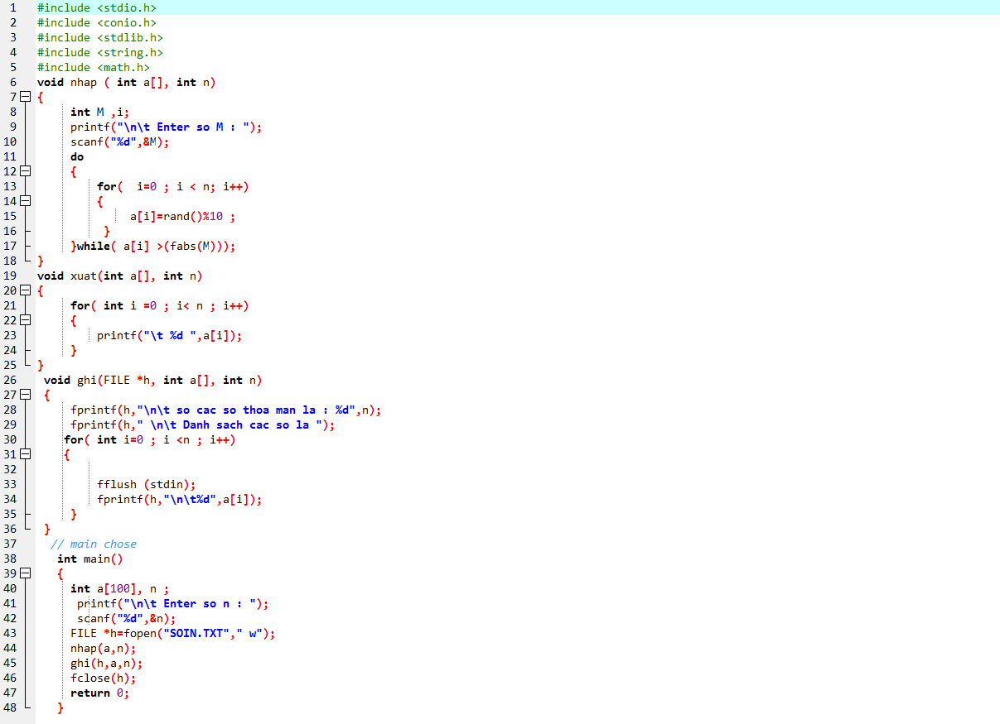 1 #include <stdio.h>
2 #include <conio.h>
3 #include <stdlib.h>
4 #include <string.h>
5 #include <math.h>
6 void nhap ( int a[], int n)
7 {
8 int M ,i;
9 printf("\n\t Enter so M : ");
10 scanf("%d",&M);
11 do
12 {
13 for(  i=0 ; i < n; i++)
14 {
15 a[i]=rand()%10 ;
16 }
17 }while( a[i] >(fabs(M)));
18 }
19 void xuat(int a[], int n)
20 {
21 for( int i =0 ; i< n ; i++)
22 {
23 printf("\t %d ",a[i]);
24 }
25 }
26 void ghi(FILE *h, int a[], int n)
27 {
28 fprintf(h,"\n\t so cac so thoa man la : %d",n);
29 fprintf(h," \n\t Danh sach cac so la ");
30 for( int i=0 ; i <n ; i++)
31 {
32
33 fflush (stdin);
34 fprintf(h,"\n\t%d",a[i]);
35 }
36 }
37 // main chose
38 int main()
39 {
40 int a[100], n ;
41 printf("\n\t Enter so n : ");
42 scanf("%d",&n);
43 FILE *h=fopen("SOIN.TXT"," w");
44 nhap(a,n);
45 ghi(h,a,n);
46 fclose(h);
47 return 0;
48 }